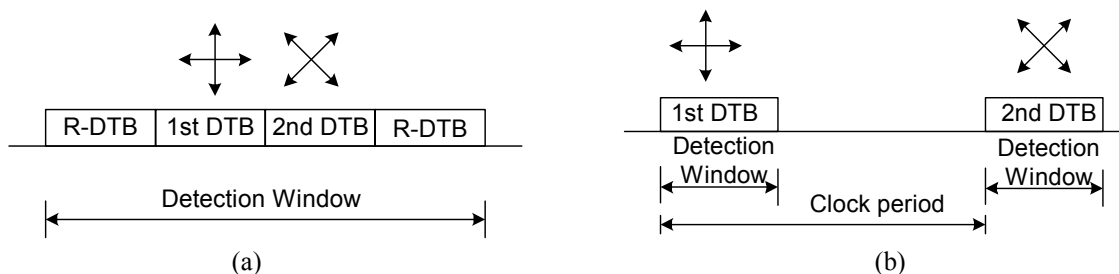 R-DTB 1st DTB 2nd DTB R-DTB
Detection Window
(a)
1st DTB
2nd DTB
Detection
Window
Detection
Window
Clock period
(b)